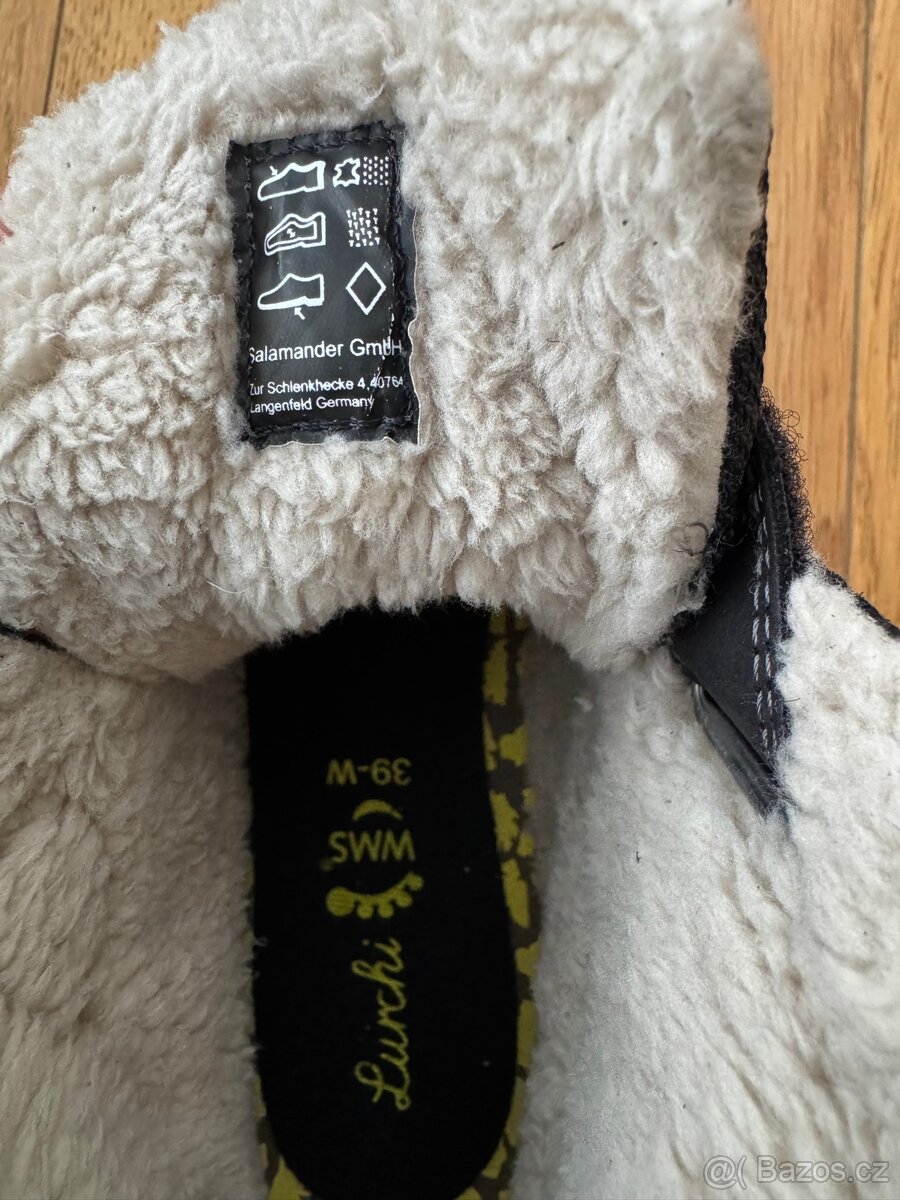 Salamander GmbH
Zur Schlenkhecke 4, 40764
Langenfeld Germany
39-W
WMS
Lurchi
@( Bazos.cz